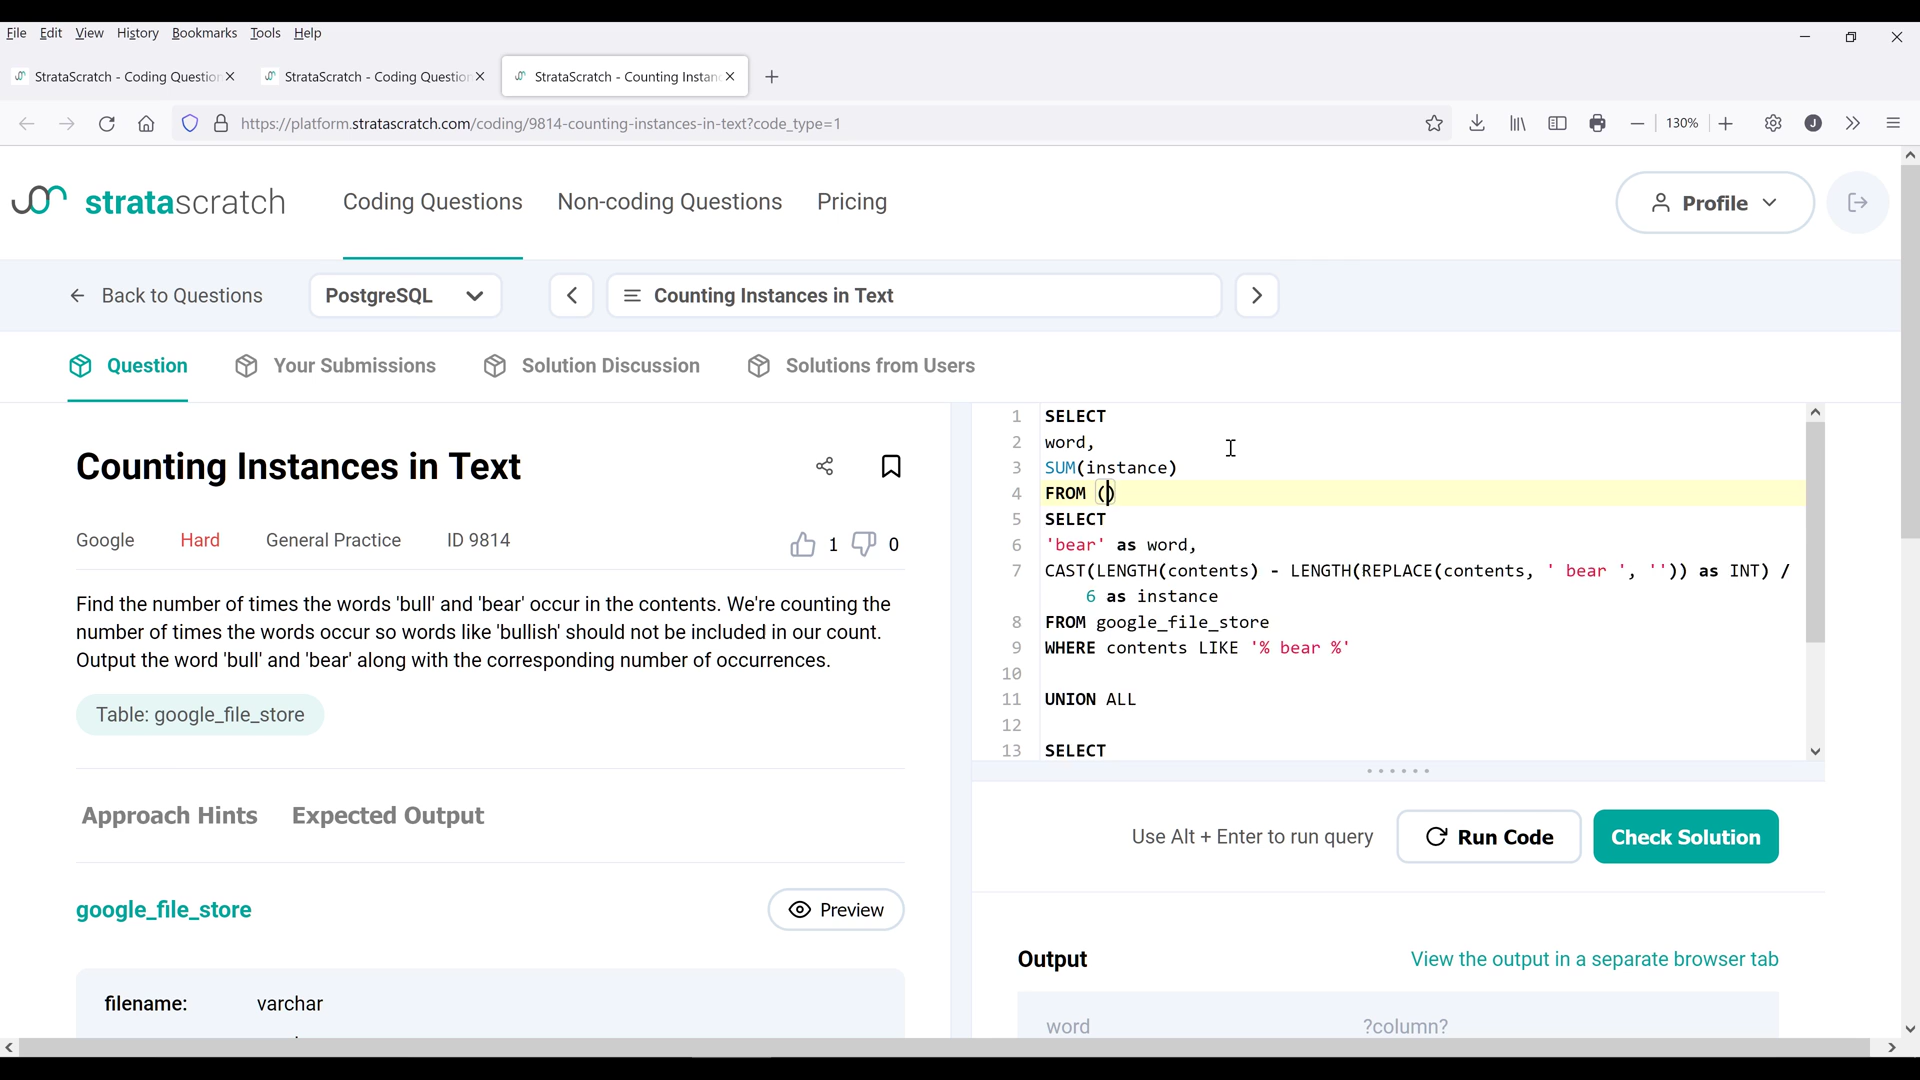 File Edit View History Bookmarks Tools Help
StrataScratch - Coding Question StrataScratch - Coding Question StrataScratch - Counting Instan
https://platform.stratascratch.com/coding/9814-counting-instances-in-text?code_type=1 130% J
stratascratch Coding Questions Non-coding Questions Pricing Profile
Back to Questions PostgreSQL Counting Instances in Text
Question Your Submissions Solution Discussion Solutions from Users
Counting Instances in Text
Google Hard General Practice ID 9814 1 0
Find the number of times the words 'bull' and 'bear' occur in the contents. We're counting the
number of times the words occur so words like 'bullish' should not be included in our count.
Output the word 'bull' and 'bear' along with the corresponding number of occurrences.
Table: google_file_store
Approach Hints Expected Output
google_file_store Preview
filename: varchar
1 SELECT
2 word,
3 SUM(instance)
4 FROM ()
5 SELECT
6 'bear' as word,
7 CAST(LENGTH(contents) - LENGTH(REPLACE(contents, ' bear ', '')) as INT) /
6 as instance
8 FROM google_file_store
9 WHERE contents LIKE '% bear %'
10
11 UNION ALL
12
13 SELECT
Use Alt + Enter to run query Run Code Check Solution
Output View the output in a separate browser tab
word ?column?